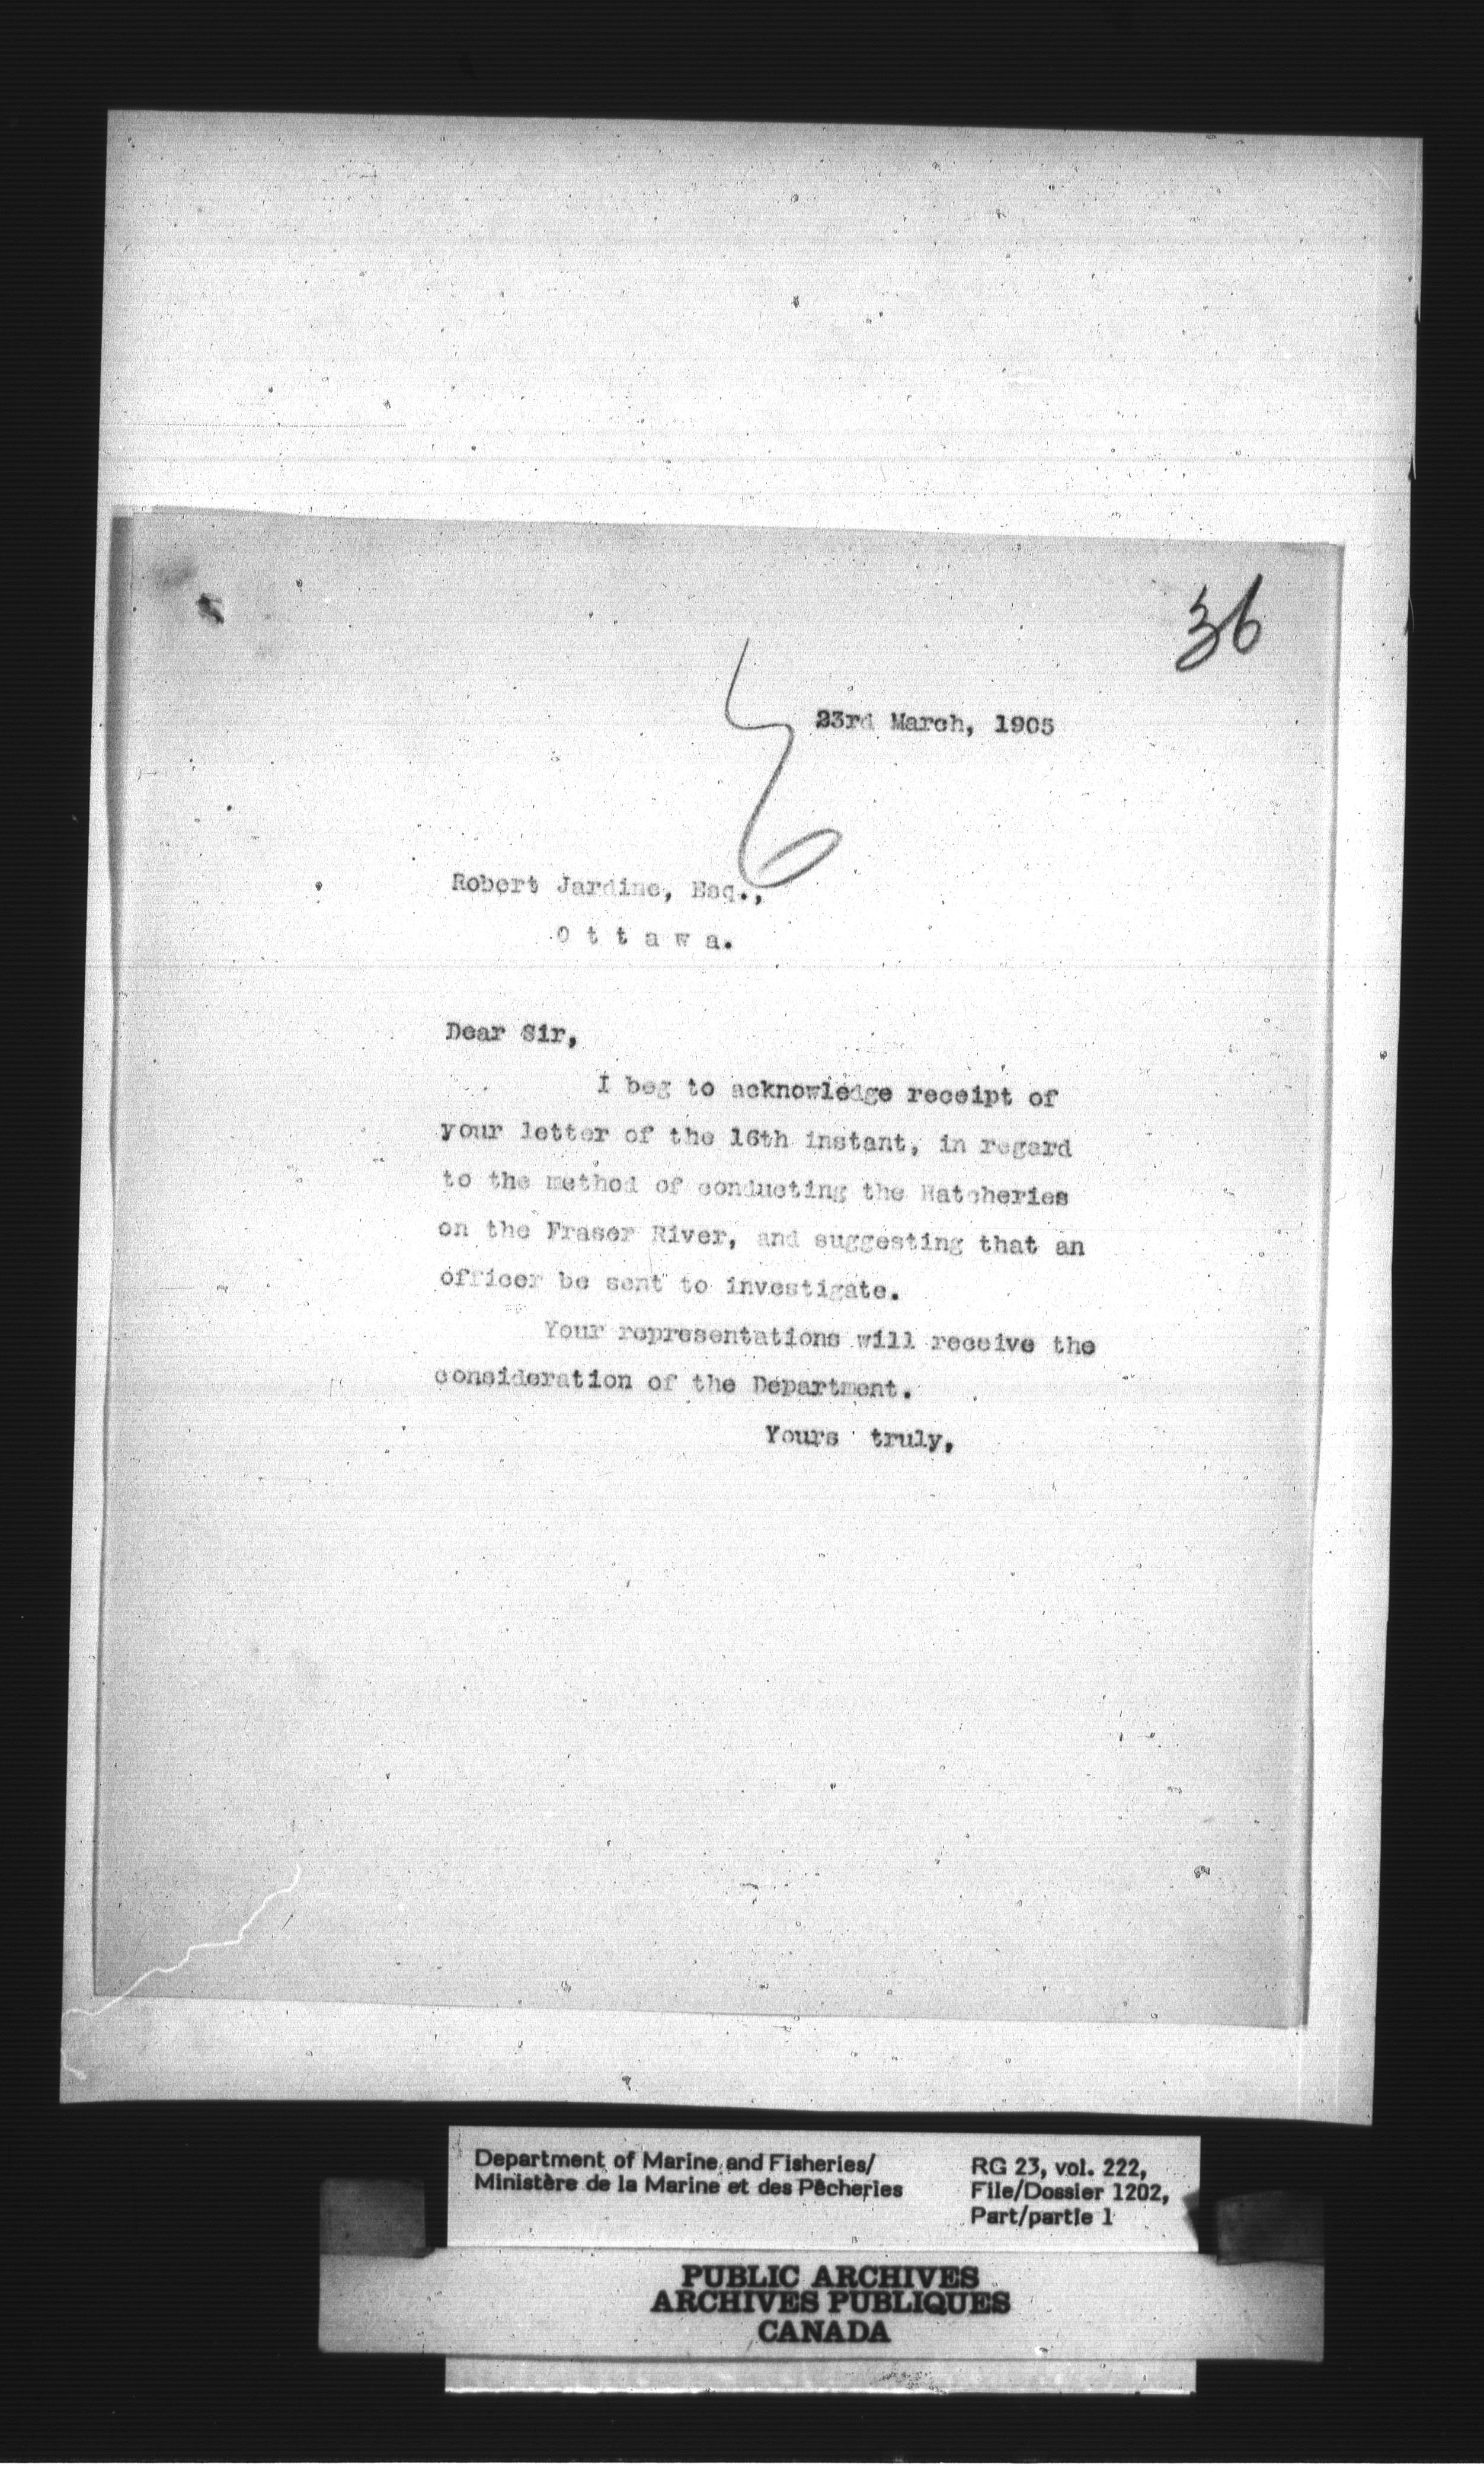 36
23rd March, 1905
Robert Jardine, Esq.,
O t t a w a.
Dear Sir,
I beg to acknowledge receipt of
your letter of the 16th instant, in regard
to the method of conducting the Hatcheries
on the Fraser River, and suggesting that an
officer be sent to investigate.
Your representations will receive the
consideration of the Department.
Yours truly,
Department of Marine and Fisheries/
Ministère de la Marine et des Pêcheries
RG 23, vol. 222,
File/Dossier 1202,
Part/partie 1
PUBLIC ARCHIVES
ARCHIVES PUBLIQUES
CANADA